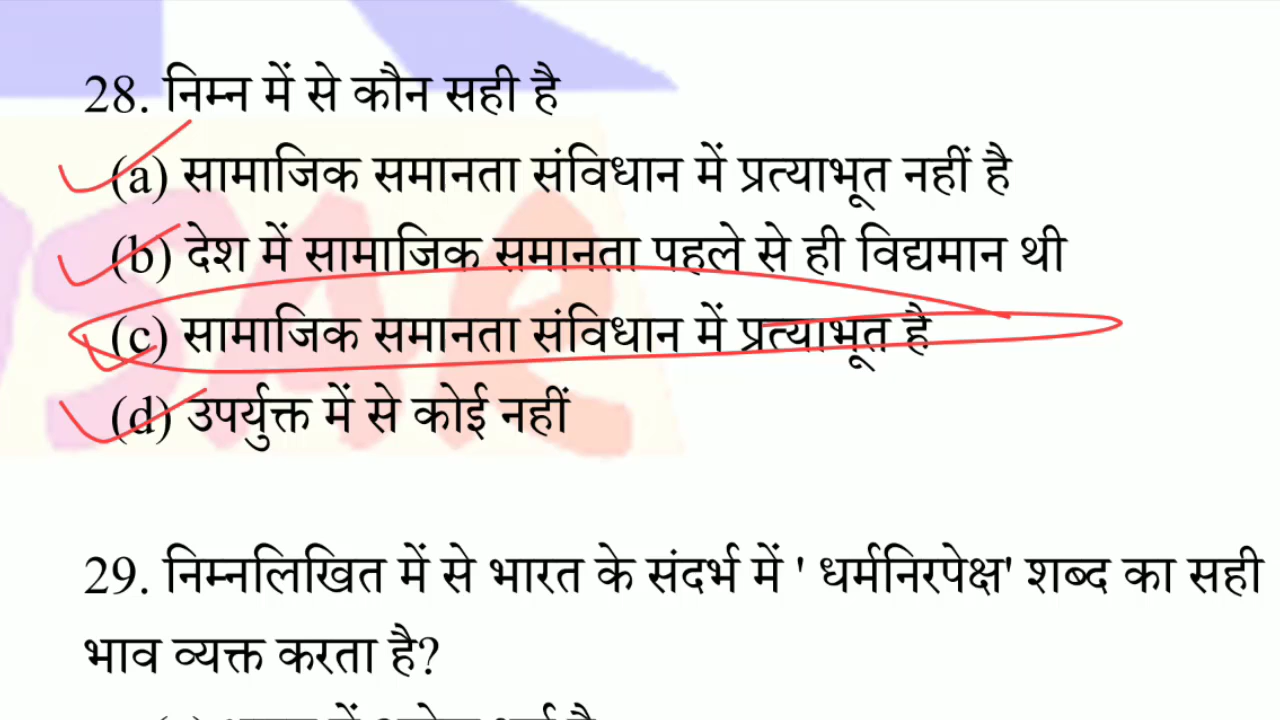 28. निम्न में से कौन सही है
(a) सामाजिक समानता संविधान में प्रत्याभूत नहीं है
(b) देश में सामाजिक समानता पहले से ही विद्यमान थी
(c) सामाजिक समानता संविधान में प्रत्याभूत है
(d) उपर्युक्त में से कोई नहीं
29. निम्नलिखित में से भारत के संदर्भ में ' धर्मनिरपेक्ष' शब्द का सही
भाव व्यक्त करता है?